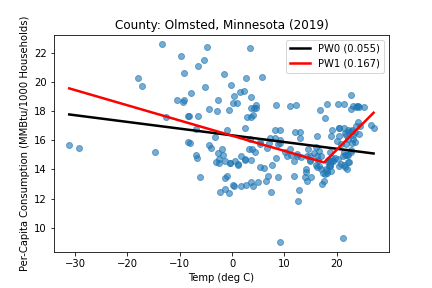 County: Olmsted, Minnesota (2019)
PW0 (0.055)
PW1 (0.167)
Per-Capita Consumption (MMBtu/1000 Households)
22
20
18
16
14
12
10
−30 −20 −10 0 10 20
Temp (deg C)